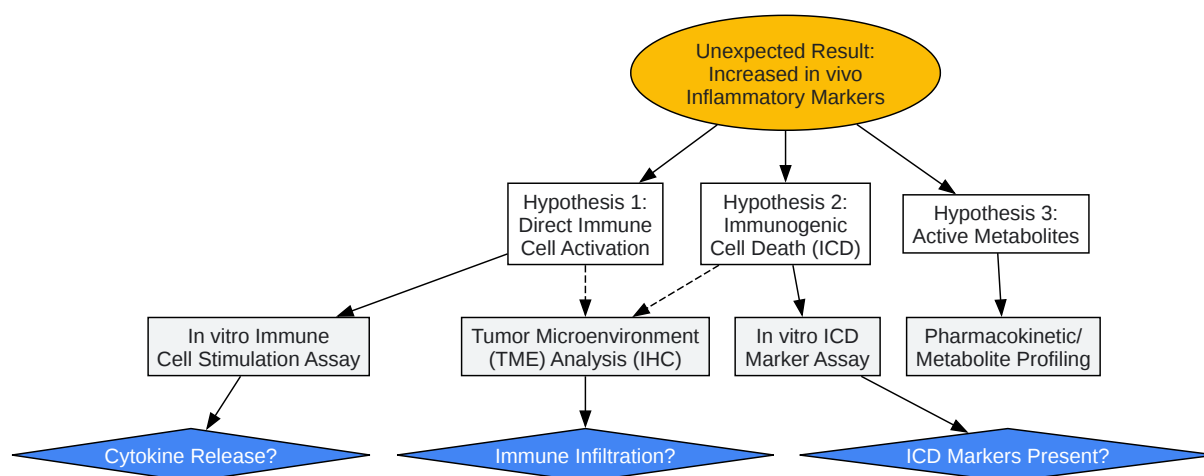 Unexpected Result:
Increased in vivo
Inflammatory Markers
Hypothesis 1:
Direct Immune
Cell Activation
Hypothesis 2:
Immunogenic
Cell Death (ICD)
Hypothesis 3:
Active Metabolites
In vitro Immune
Cell Stimulation Assay
Tumor Microenvironment
(TME) Analysis (IHC)
In vitro ICD
Marker Assay
Pharmacokinetic/
Metabolite Profiling
Cytokine Release?
Immune Infiltration?
ICD Markers Present?